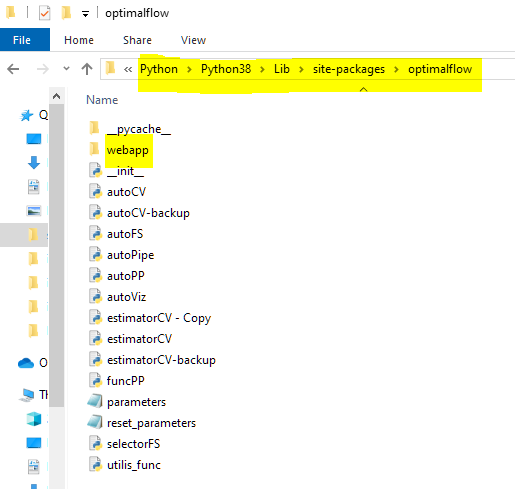 optimalflow
File Home Share View
« Python > Python38 > Lib > site-packages > optimalflow
Name
Q
__pycache__
webapp
__init__
autoCV
autoCV-backup
autoFS
autoPipe
autoPP
autoViz
estimatorCV - Copy
estimatorCV
estimatorCV-backup
funcPP
O
parameters
Th
reset_parameters
selectorFS
utilis_func